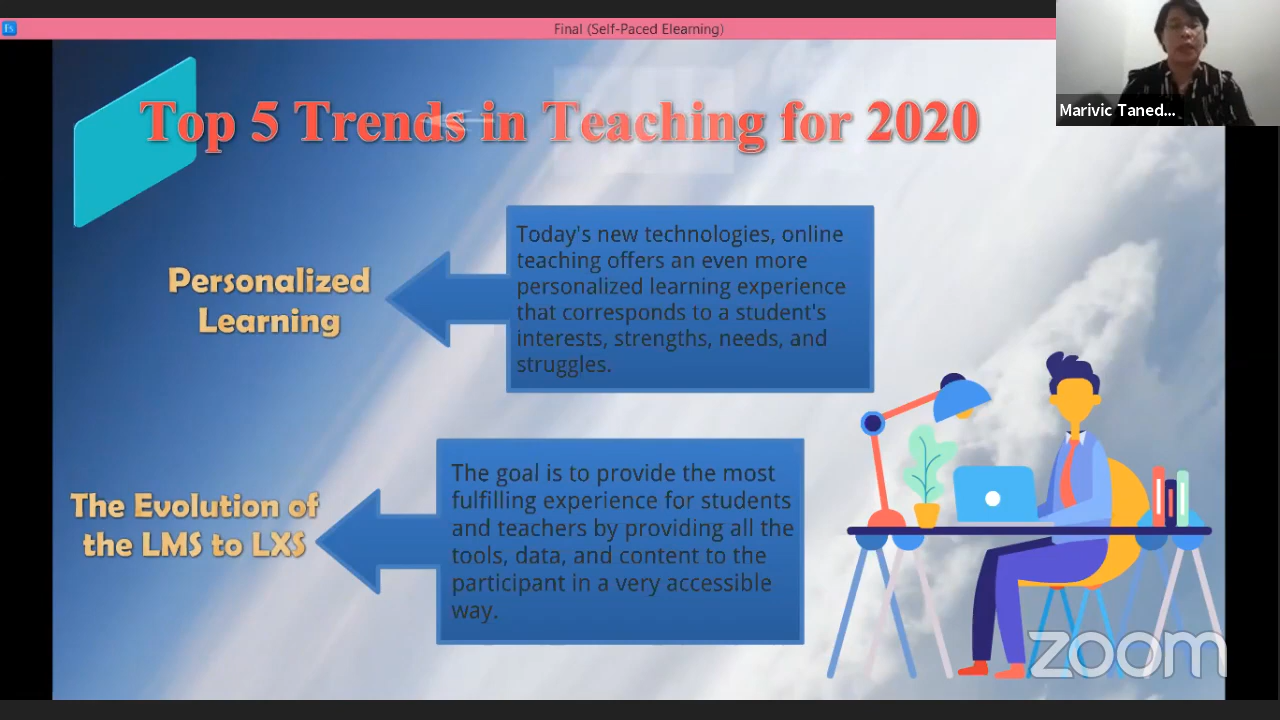 Final (Self-Paced Elearning)
Marivic Taned...
Top 5 Trends in Teaching for 2020
Personalized
Learning
Today's new technologies, online
teaching offers an even more
personalized learning experience
that corresponds to a student's
interests, strengths, needs, and
struggles.
The Evolution of
the LMS to LXS
The goal is to provide the most
fulfilling experience for students
and teachers by providing all the
tools, data, and content to the
participant in a very accessible
way.
zoom